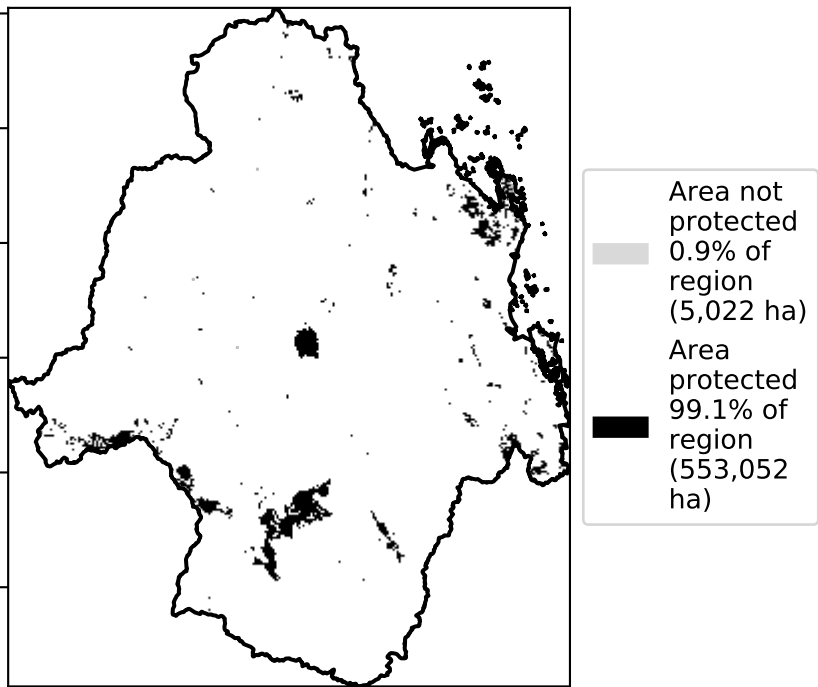 Area not
protected
0.9% of
region
(5,022 ha)
Area
protected
99.1% of
region
(553,052
ha)